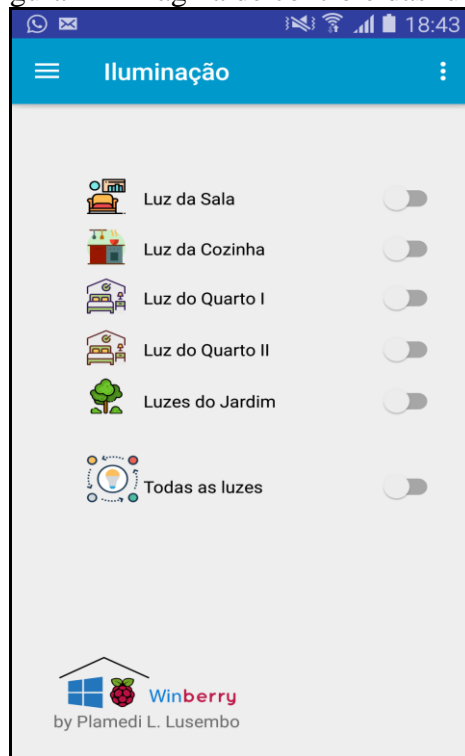 18:43
Iluminação
Luz da Sala
Luz da Cozinha
Luz do Quarto I
Luz do Quarto II
Luzes do Jardim
Todas as luzes
Winberry
by Plamedi L. Lusembo